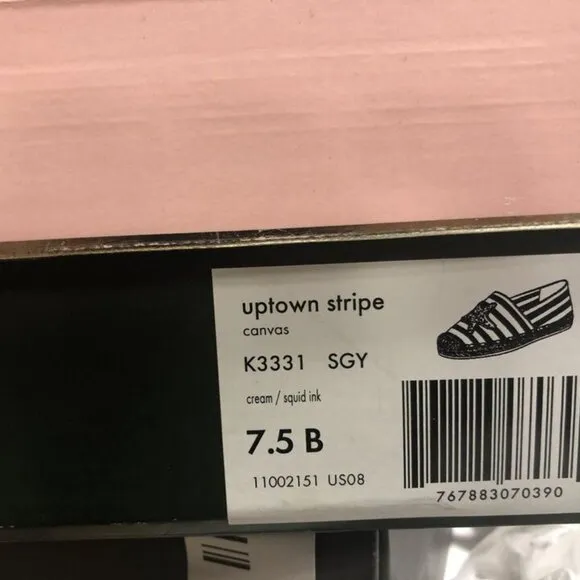 uptown stripe
canvas
K3331 SGY
cream / squid ink
7.5 B
11002151 US08
767883070390